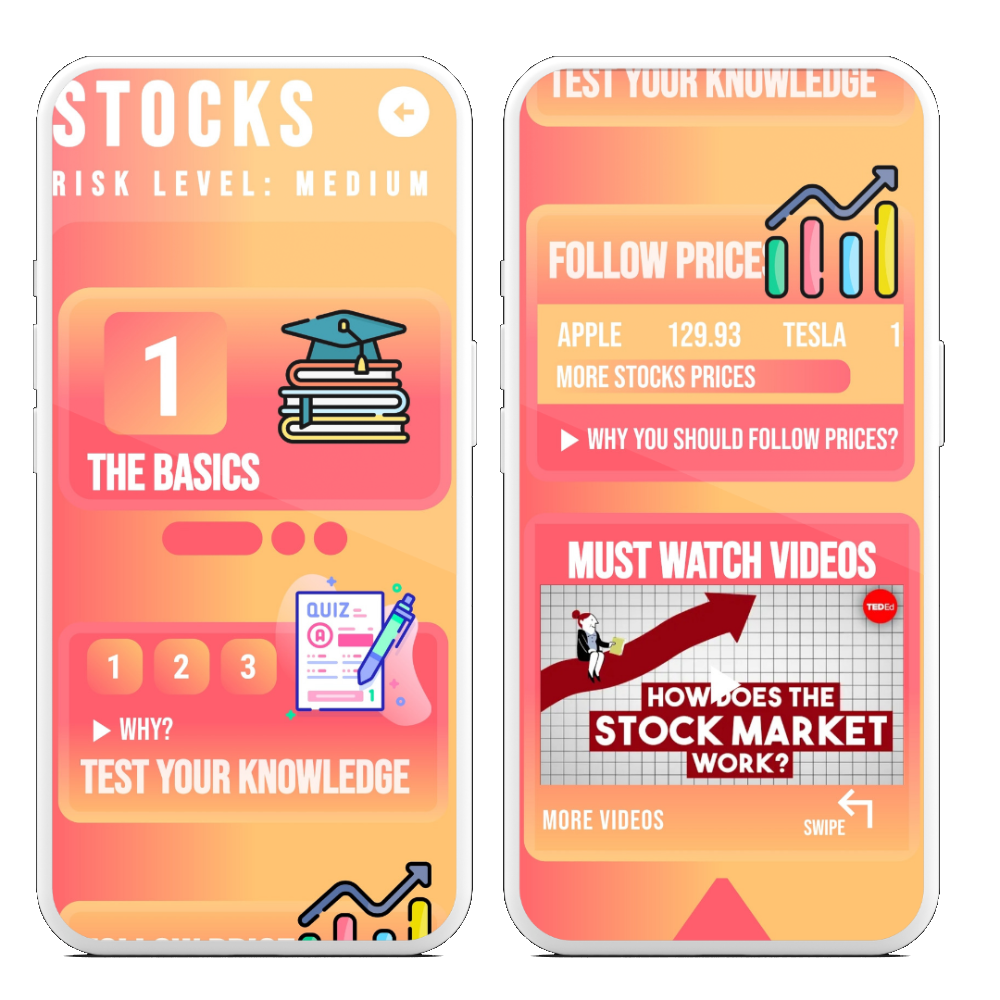 STOCKS
RISK LEVEL: MEDIUM
1
THE BASICS
QUIZ
A
1
1 2 3
WHY?
TEST YOUR KNOWLEDGE
TEST YOUR KNOWLEDGE
FOLLOW PRICES
APPLE 129.93 TESLA 1
MORE STOCKS PRICES
WHY YOU SHOULD FOLLOW PRICES?
MUST WATCH VIDEOS
TEDEd
HOW DOES THE
STOCK MARKET
WORK?
MORE VIDEOS
SWIPE